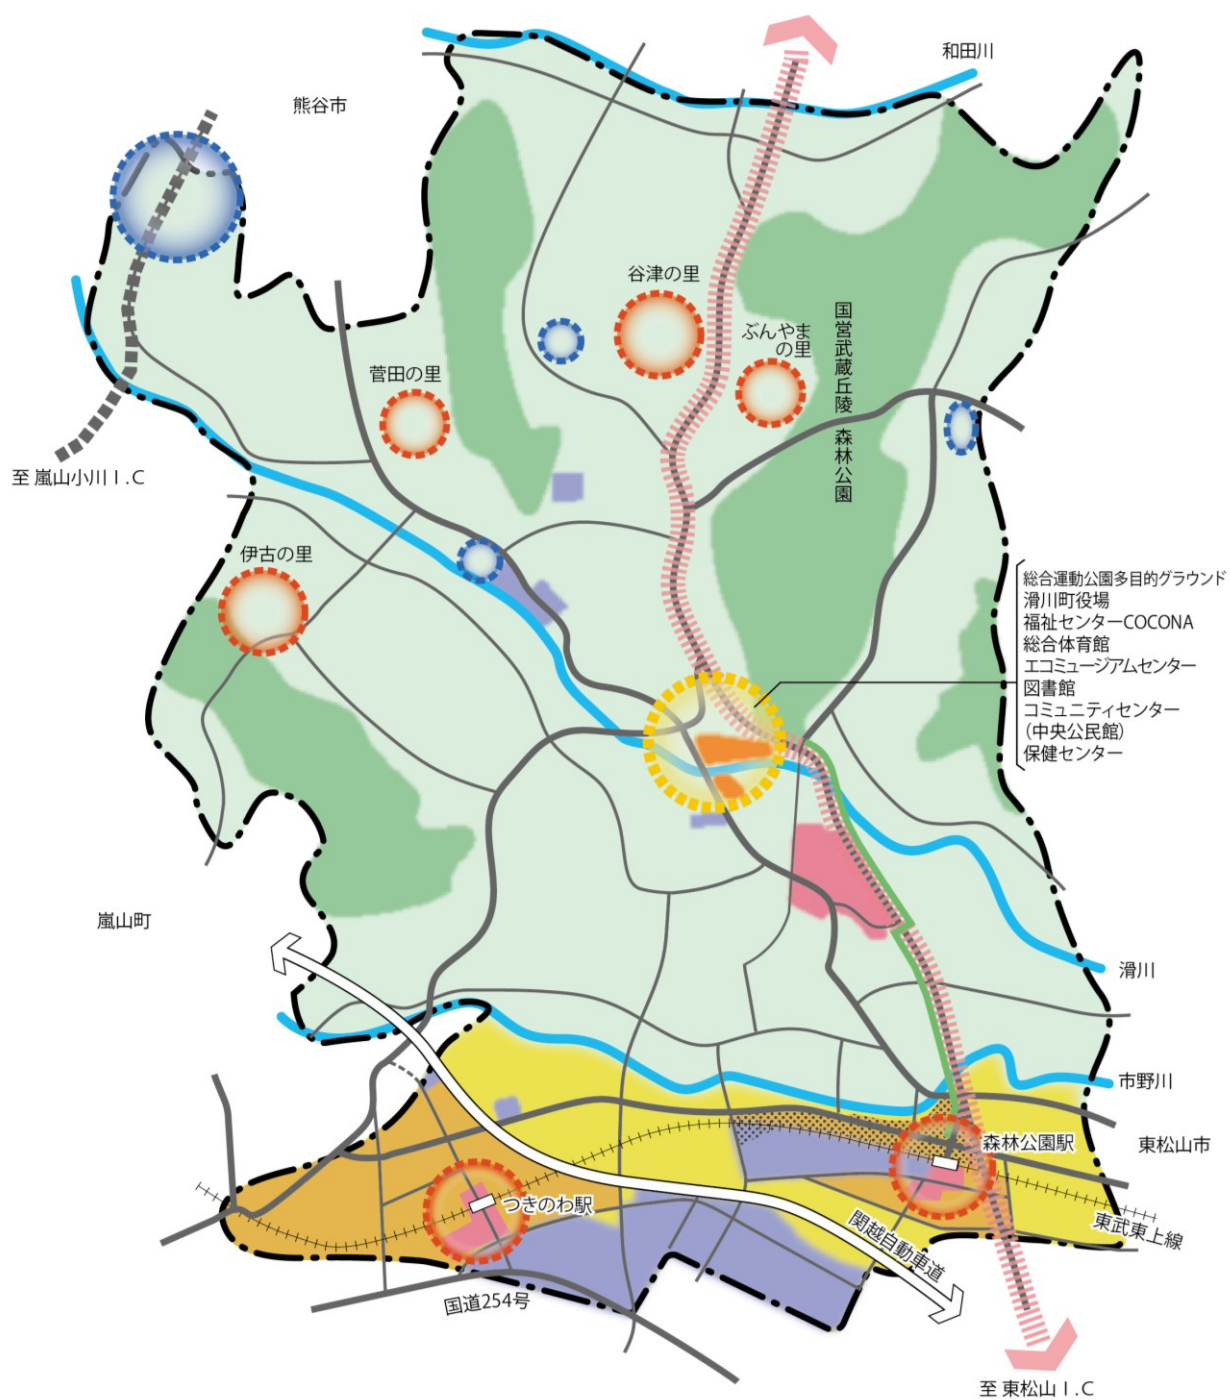 和田川
熊谷市
谷津の里
ぶんやま
の里
国営武蔵丘陵 森林公園
菅田の里
至 嵐山小川I.C
伊古の里
総合運動公園多目的グラウンド
滑川町役場
福祉センターCOCONA
総合体育館
エコミュージアムセンター
図書館
コミュニティセンター
(中央公民館)
保健センター
嵐山町
滑川
市野川
森林公園駅
東松山市
つきのわ駅
東武東上線
関越自動車道
国道254号
至 東松山I.C